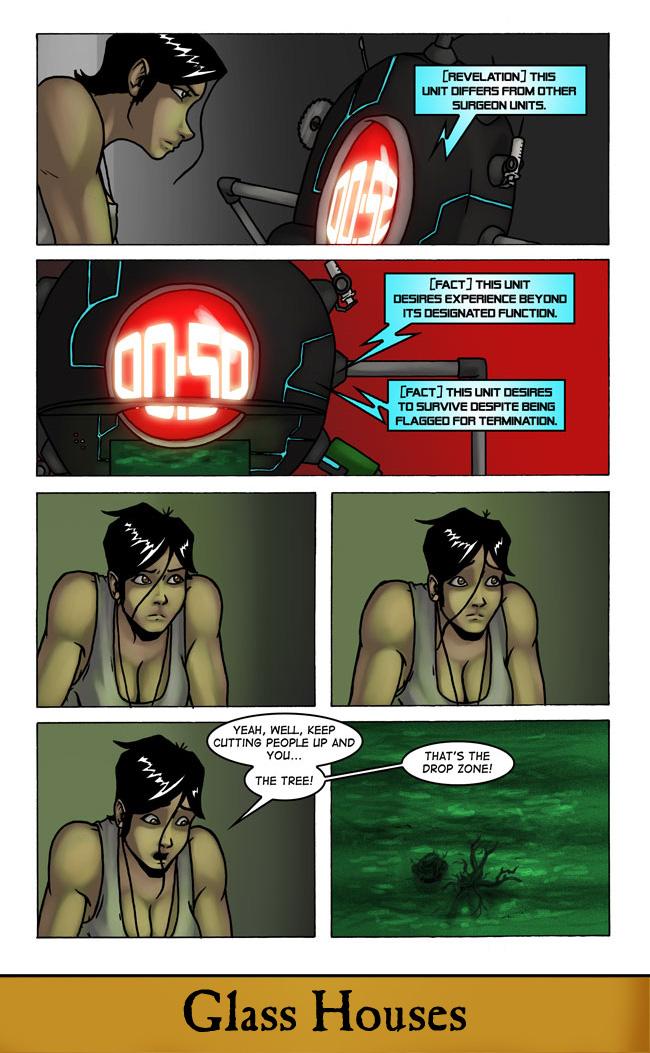 [REVELATION] THIS
UNIT DIFFERS FROM OTHER
SURGEON UNITS.
00:52
[FACT] THIS UNIT
DESIRES EXPERIENCE BEYOND
ITS DESIGNATED FUNCTION.
00:50
[FACT] THIS UNIT DESIRES
TO SURVIVE DESPITE BEING
FLAGGED FOR TERMINATION.
YEAH, WELL, KEEP
CUTTING PEOPLE UP AND
YOU...
THE TREE!
THAT'S THE
DROP ZONE!
Glass Houses